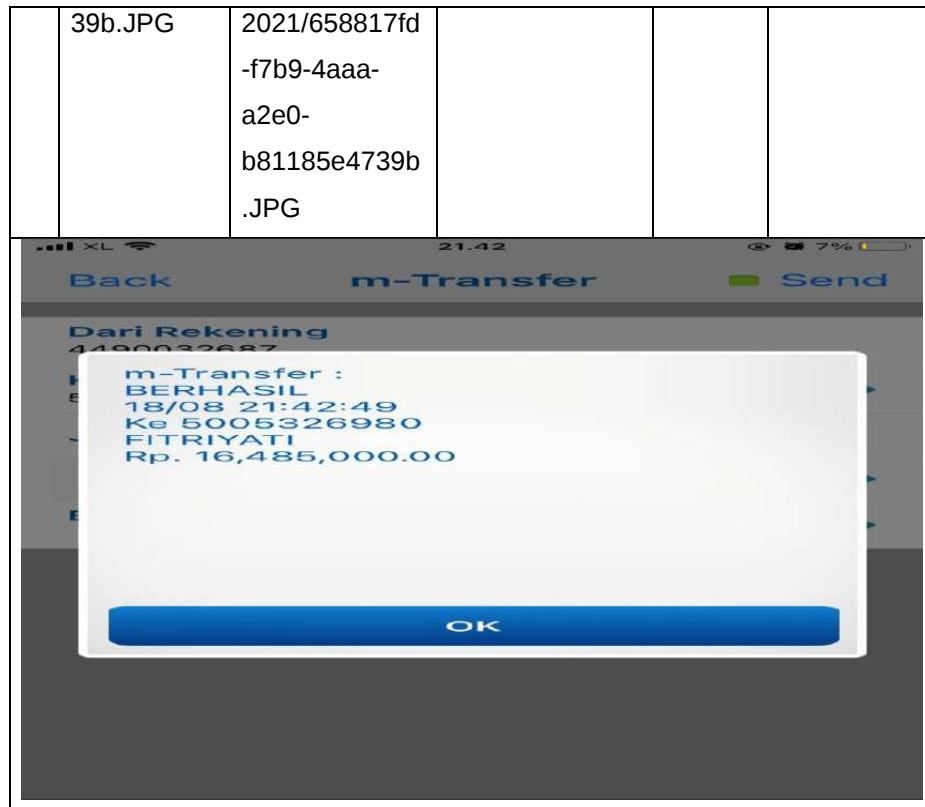 39b.JPG
2021/658817fd
-f7b9-4aaa-
a2e0-
b81185e4739b
.JPG
XL 21.42 7%
Back m-Transfer Send
Dari Rekening
4490032687
m-Transfer :
BERHASIL
18/08 21:42:49
Ke 5005326980
FITRIYATI
Rp. 16,485,000.00
OK